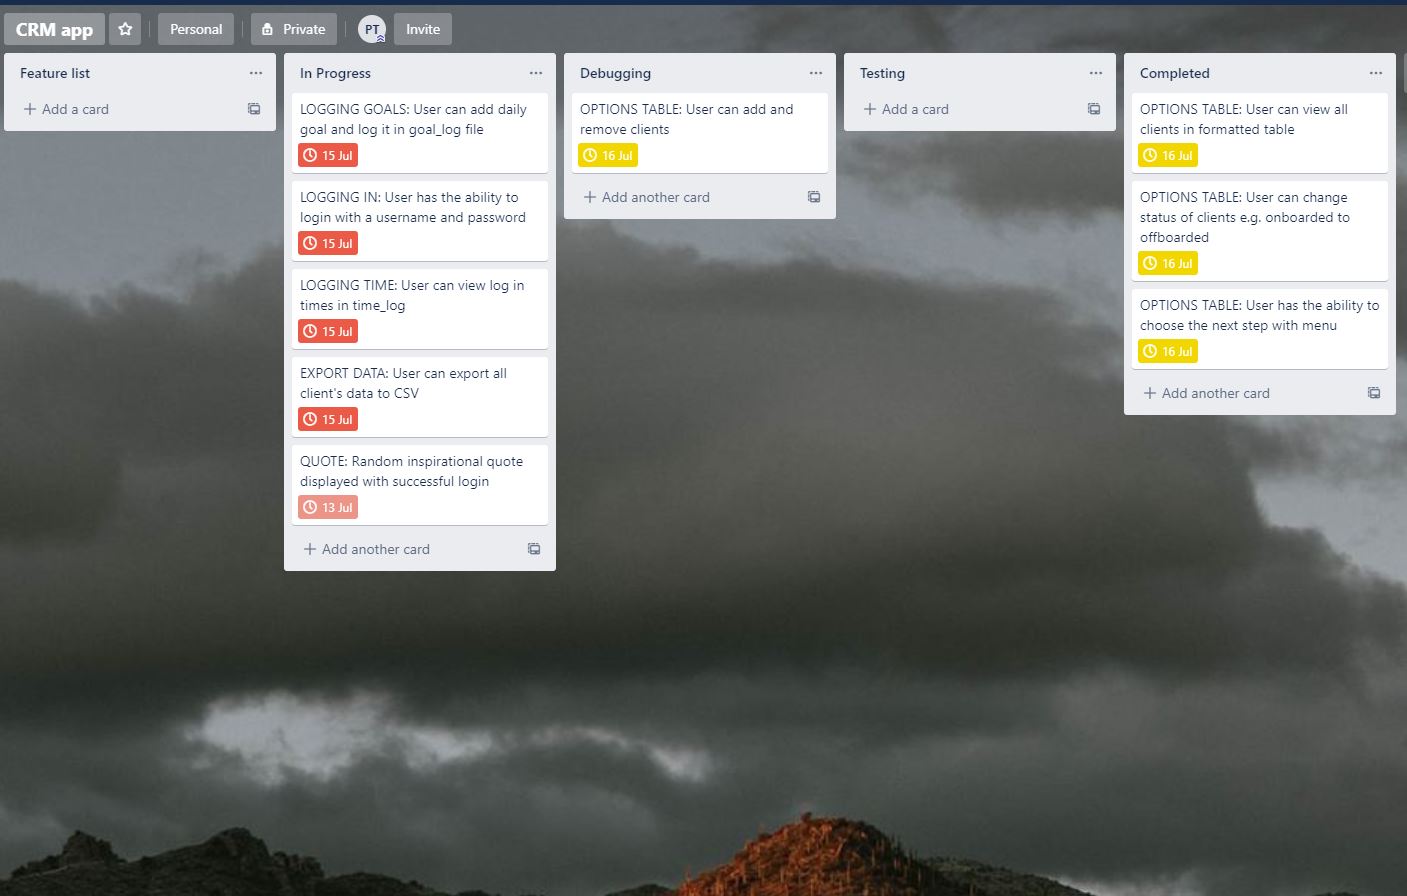 CRM app
Personal
Private
PT
Invite
Feature list
Add a card
In Progress
LOGGING GOALS: User can add daily
goal and log it in goal_log file
15 Jul
LOGGING IN: User has the ability to
login with a username and password
15 Jul
LOGGING TIME: User can view log in
times in time_log
15 Jul
EXPORT DATA: User can export all
client's data to CSV
15 Jul
QUOTE: Random inspirational quote
displayed with successful login
13 Jul
Add another card
Debugging
OPTIONS TABLE: User can add and
remove clients
16 Jul
Add another card
Testing
Add a card
Completed
OPTIONS TABLE: User can view all
clients in formatted table
16 Jul
OPTIONS TABLE: User can change
status of clients e.g. onboarded to
offboarded
16 Jul
OPTIONS TABLE: User has the ability to
choose the next step with menu
16 Jul
Add another card